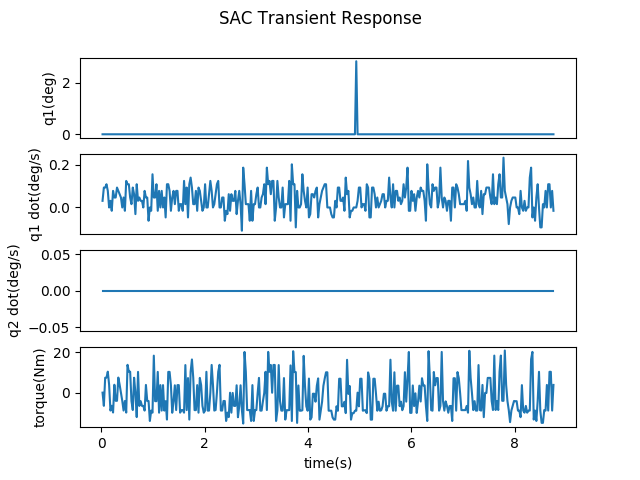 SAC Transient Response
q1(deg)
2
0
q1 dot(deg/s)
0.2
0.0
q2 dot(deg/s)
0.05
0.00
−0.05
torque(Nm)
20
0
0 2 4 6 8
time(s)